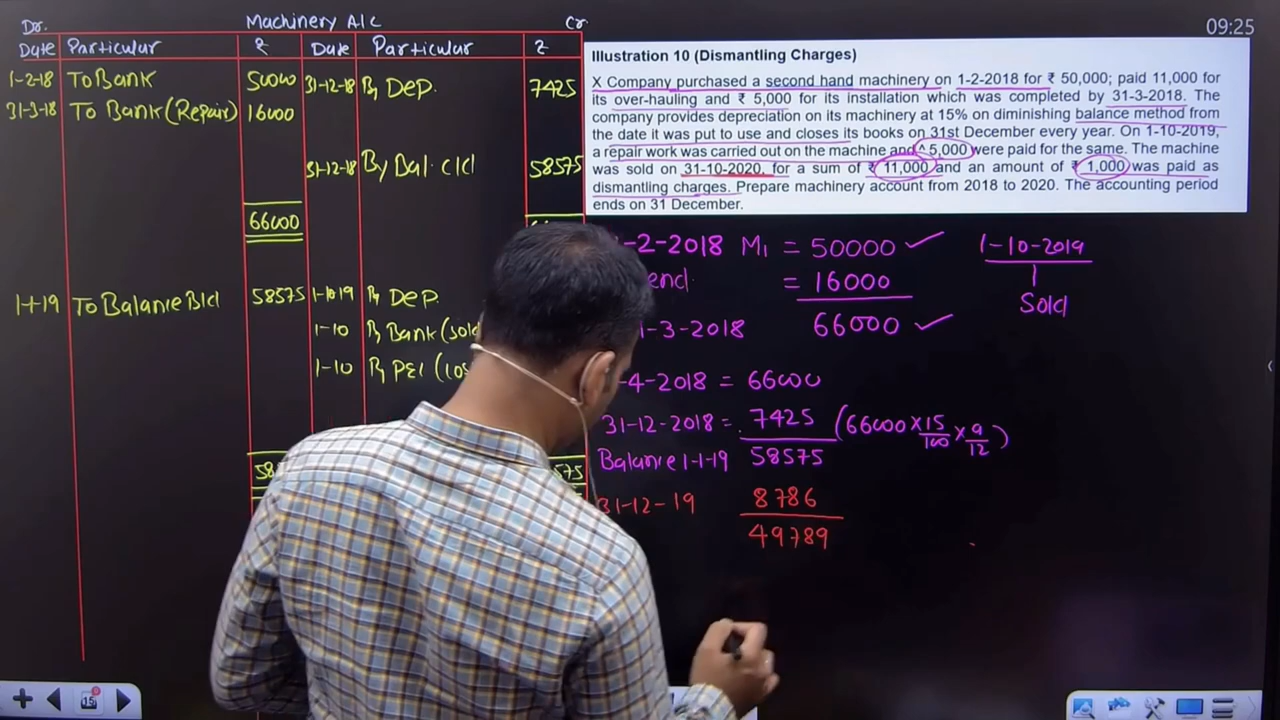 09:25
Dr.
Machinery A/C
Cr
Date Particular ₹ Date Particular ₹
1-2-18 To Bank 50000 31-12-18 By Dep. 7425
31-3-18 To Bank (Repair) 16000
31-12-18 By Bal. c/d 58575
66000
1-1-19 To Balance B/d 58575 1-10-19 By Dep.
1-10 By Bank (sold
1-10 By P&L (los
575
Illustration 10 (Dismantling Charges)
X Company purchased a second hand machinery on 1-2-2018 for ₹ 50,000; paid 11,000 for
its over-hauling and ₹ 5,000 for its installation which was completed by 31-3-2018. The
company provides depreciation on its machinery at 15% on diminishing balance method from
the date it was put to use and closes its books on 31st December every year. On 1-10-2019,
a repair work was carried out on the machine and ^ 5,000 were paid for the same. The machine
was sold on 31-10-2020, for a sum of ₹ 11,000 and an amount of ₹ 1,000 was paid as
dismantling charges. Prepare machinery account from 2018 to 2020. The accounting period
ends on 31 December.
-2-2018 M1 = 50000
= 16000
1-3-2018 66000
1-10-2019
Sold
-4-2018 = 66000
31-12-2018 = 7425 (66000 × 15/100 × 9/12)
Balance 1-1-19 58575
31-12-19 8786
49789
15